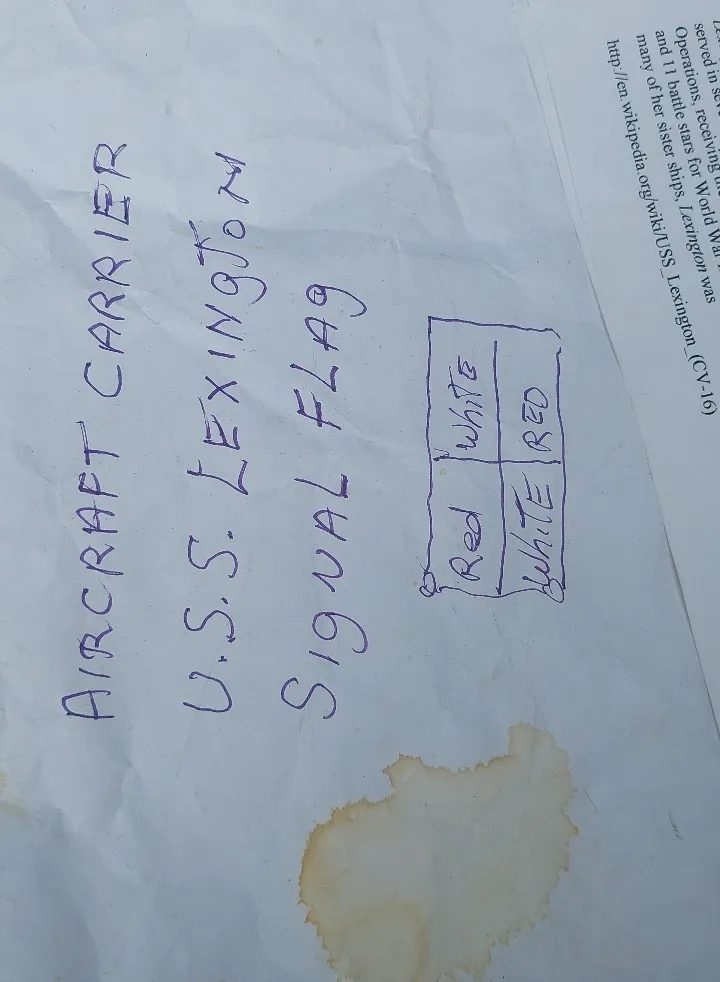 AIRCRAFT CARRIER
U.S.S. LEXINgTON
SIgNAL FLAg
Red WhiTE
WhiTE RED
served in
Operations, receiving
and 11 battle stars for World War
many of her sister ships, Lexington was
http://en.wikipedia.org/wiki/USS_Lexington_(CV-16)